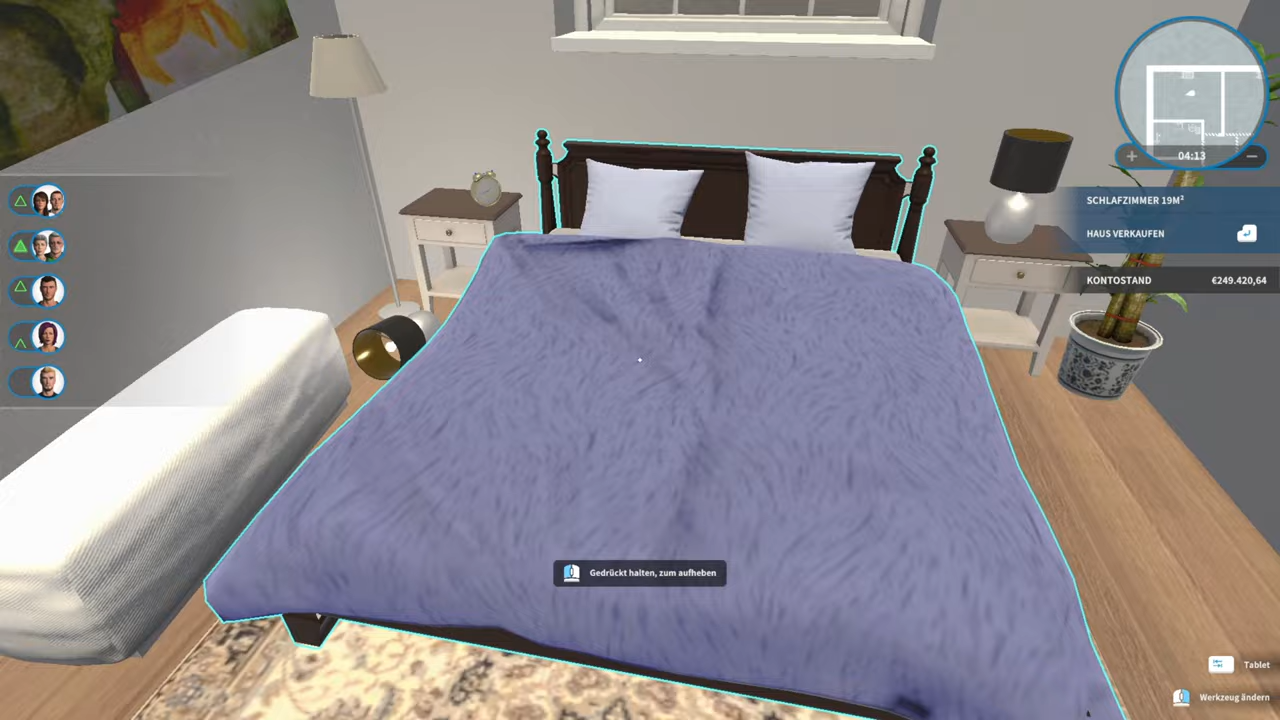 04:13
SCHLAFZIMMER 19M²
HAUS VERKAUFEN
KONTOSTAND €249.420,64
Gedrückt halten, zum aufheben
Tablet
Werkzeug ändern